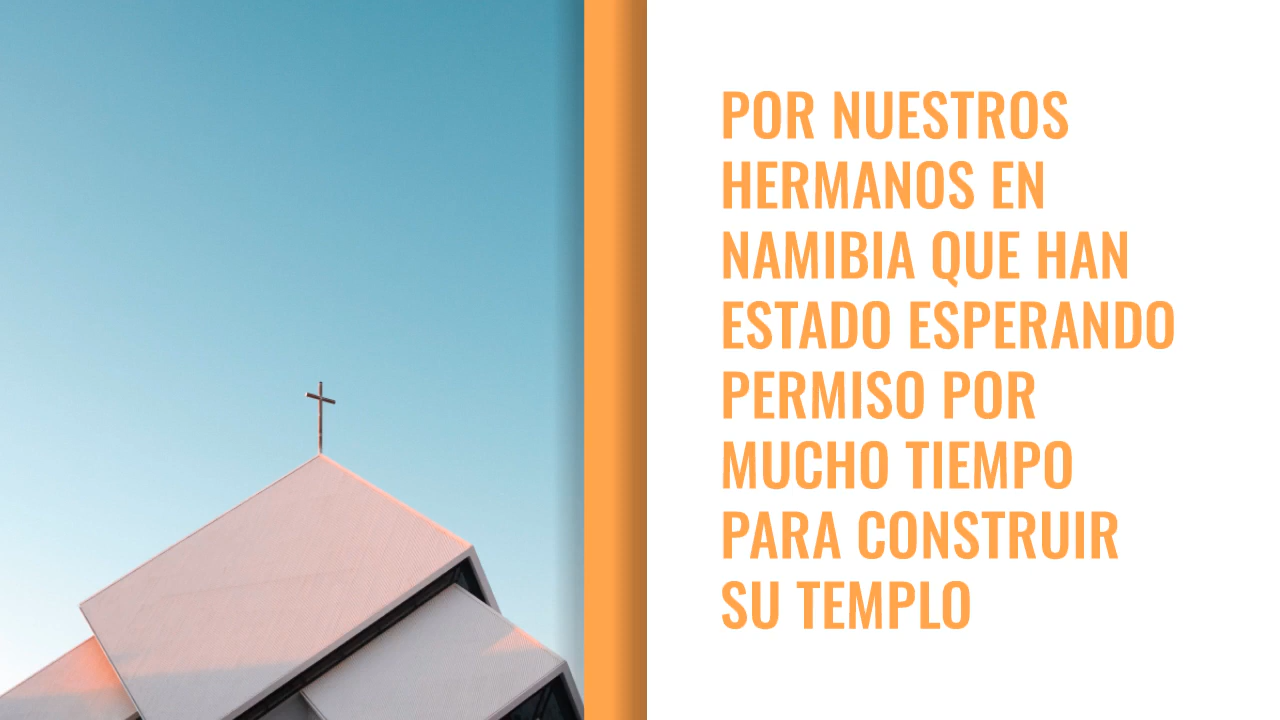 POR NUESTROS
HERMANOS EN
NAMIBIA QUE HAN
ESTADO ESPERANDO
PERMISO POR
MUCHO TIEMPO
PARA CONSTRUIR
SU TEMPLO